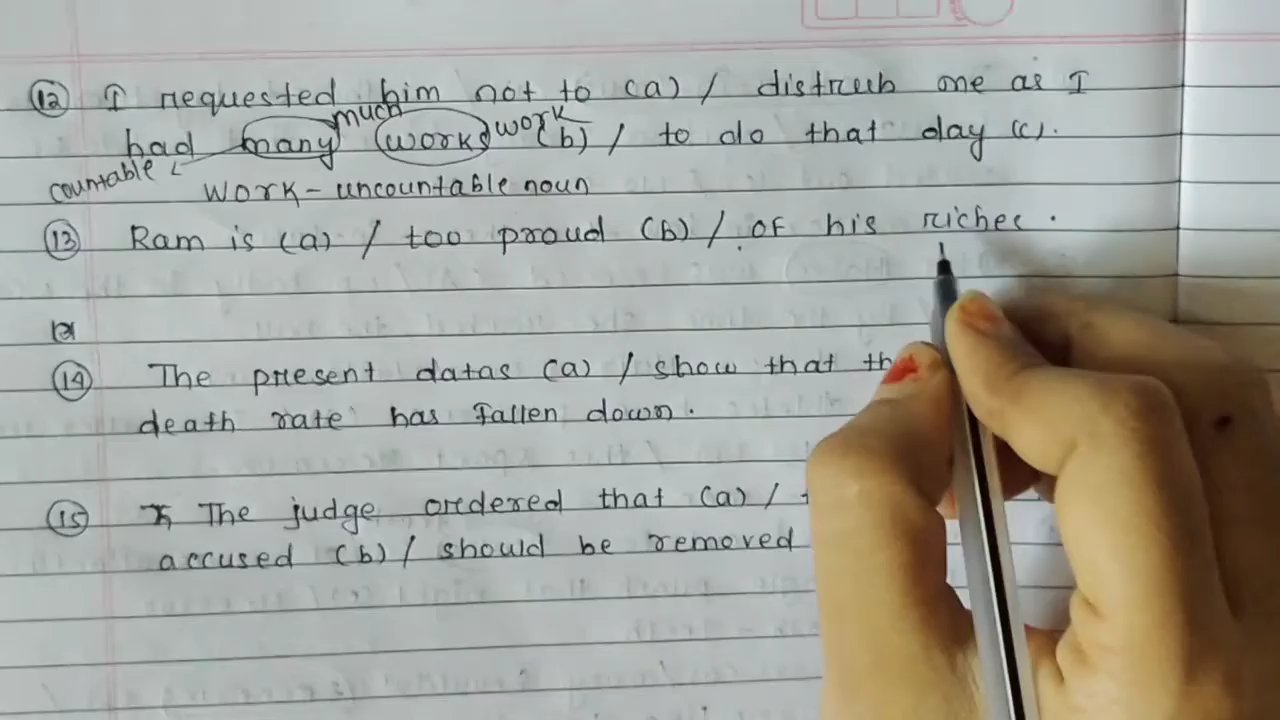 (12) I requested him not to (a) / distrub one as I
much work
had many works (b) / to do that day (c).
countable
work - uncountable noun
(13) Ram is (a) / too proud (b) / of his riches.
(14) The present datas (a) / show that
death rate has fallen down.
(15) The judge ordered that (a) /
accused (b) / should be removed